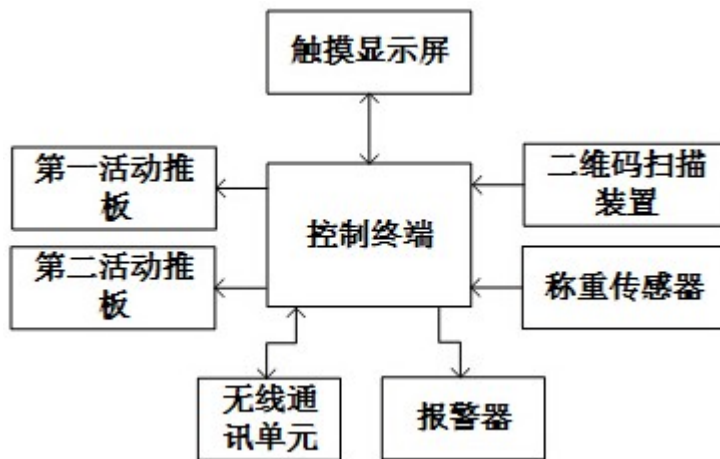 触摸显示屏
第一活动推
板
二维码扫描
装置
控制终端
第二活动推
板
称重传感器
无线通
讯单元
报警器